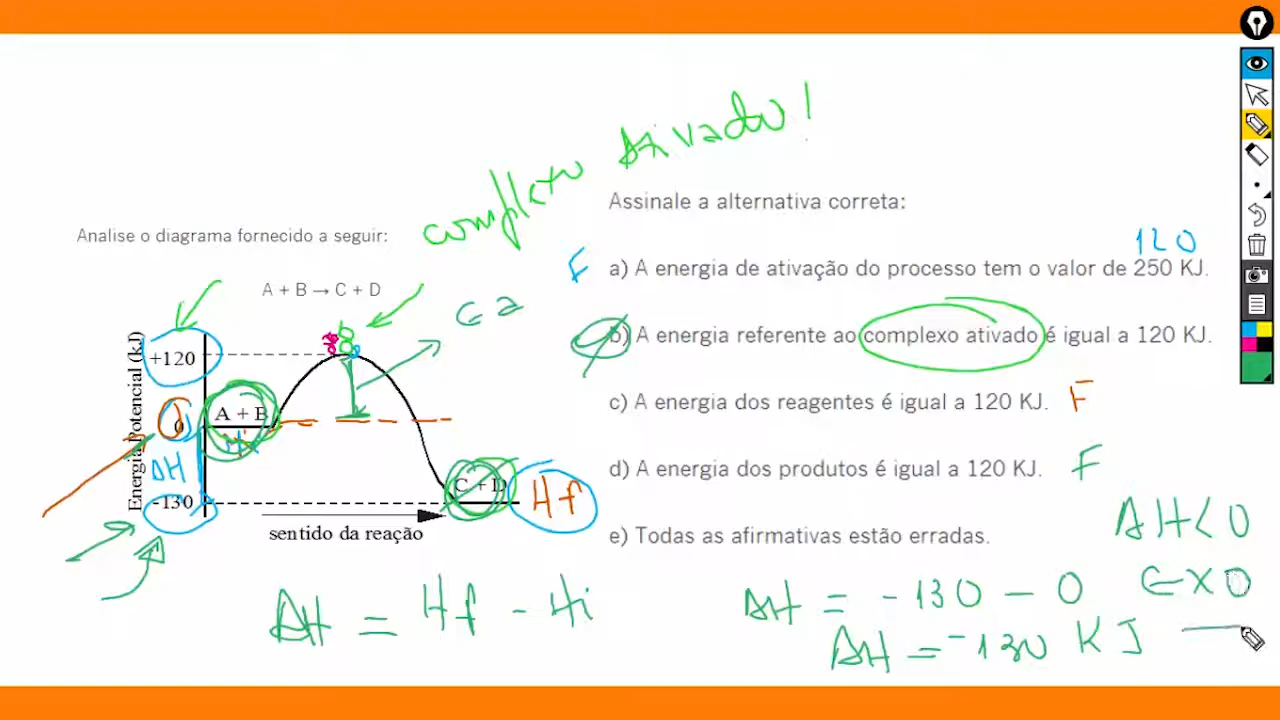 complexo Ativado!
Analise o diagrama fornecido a seguir:
A + B → C + D
Energia Potencial (kJ)
+120
Ea
A + B
0
Hi
ΔH
-130
C + D
Hf
sentido da reação
ΔH = Hf - Hi
Assinale a alternativa correta:
120
F a) A energia de ativação do processo tem o valor de 250 KJ.
b) A energia referente ao complexo ativado é igual a 120 KJ.
c) A energia dos reagentes é igual a 120 KJ. F
d) A energia dos produtos é igual a 120 KJ. F
e) Todas as afirmativas estão erradas.
ΔH < 0
ΔH = -130 - 0
EXO
ΔH = -130 KJ